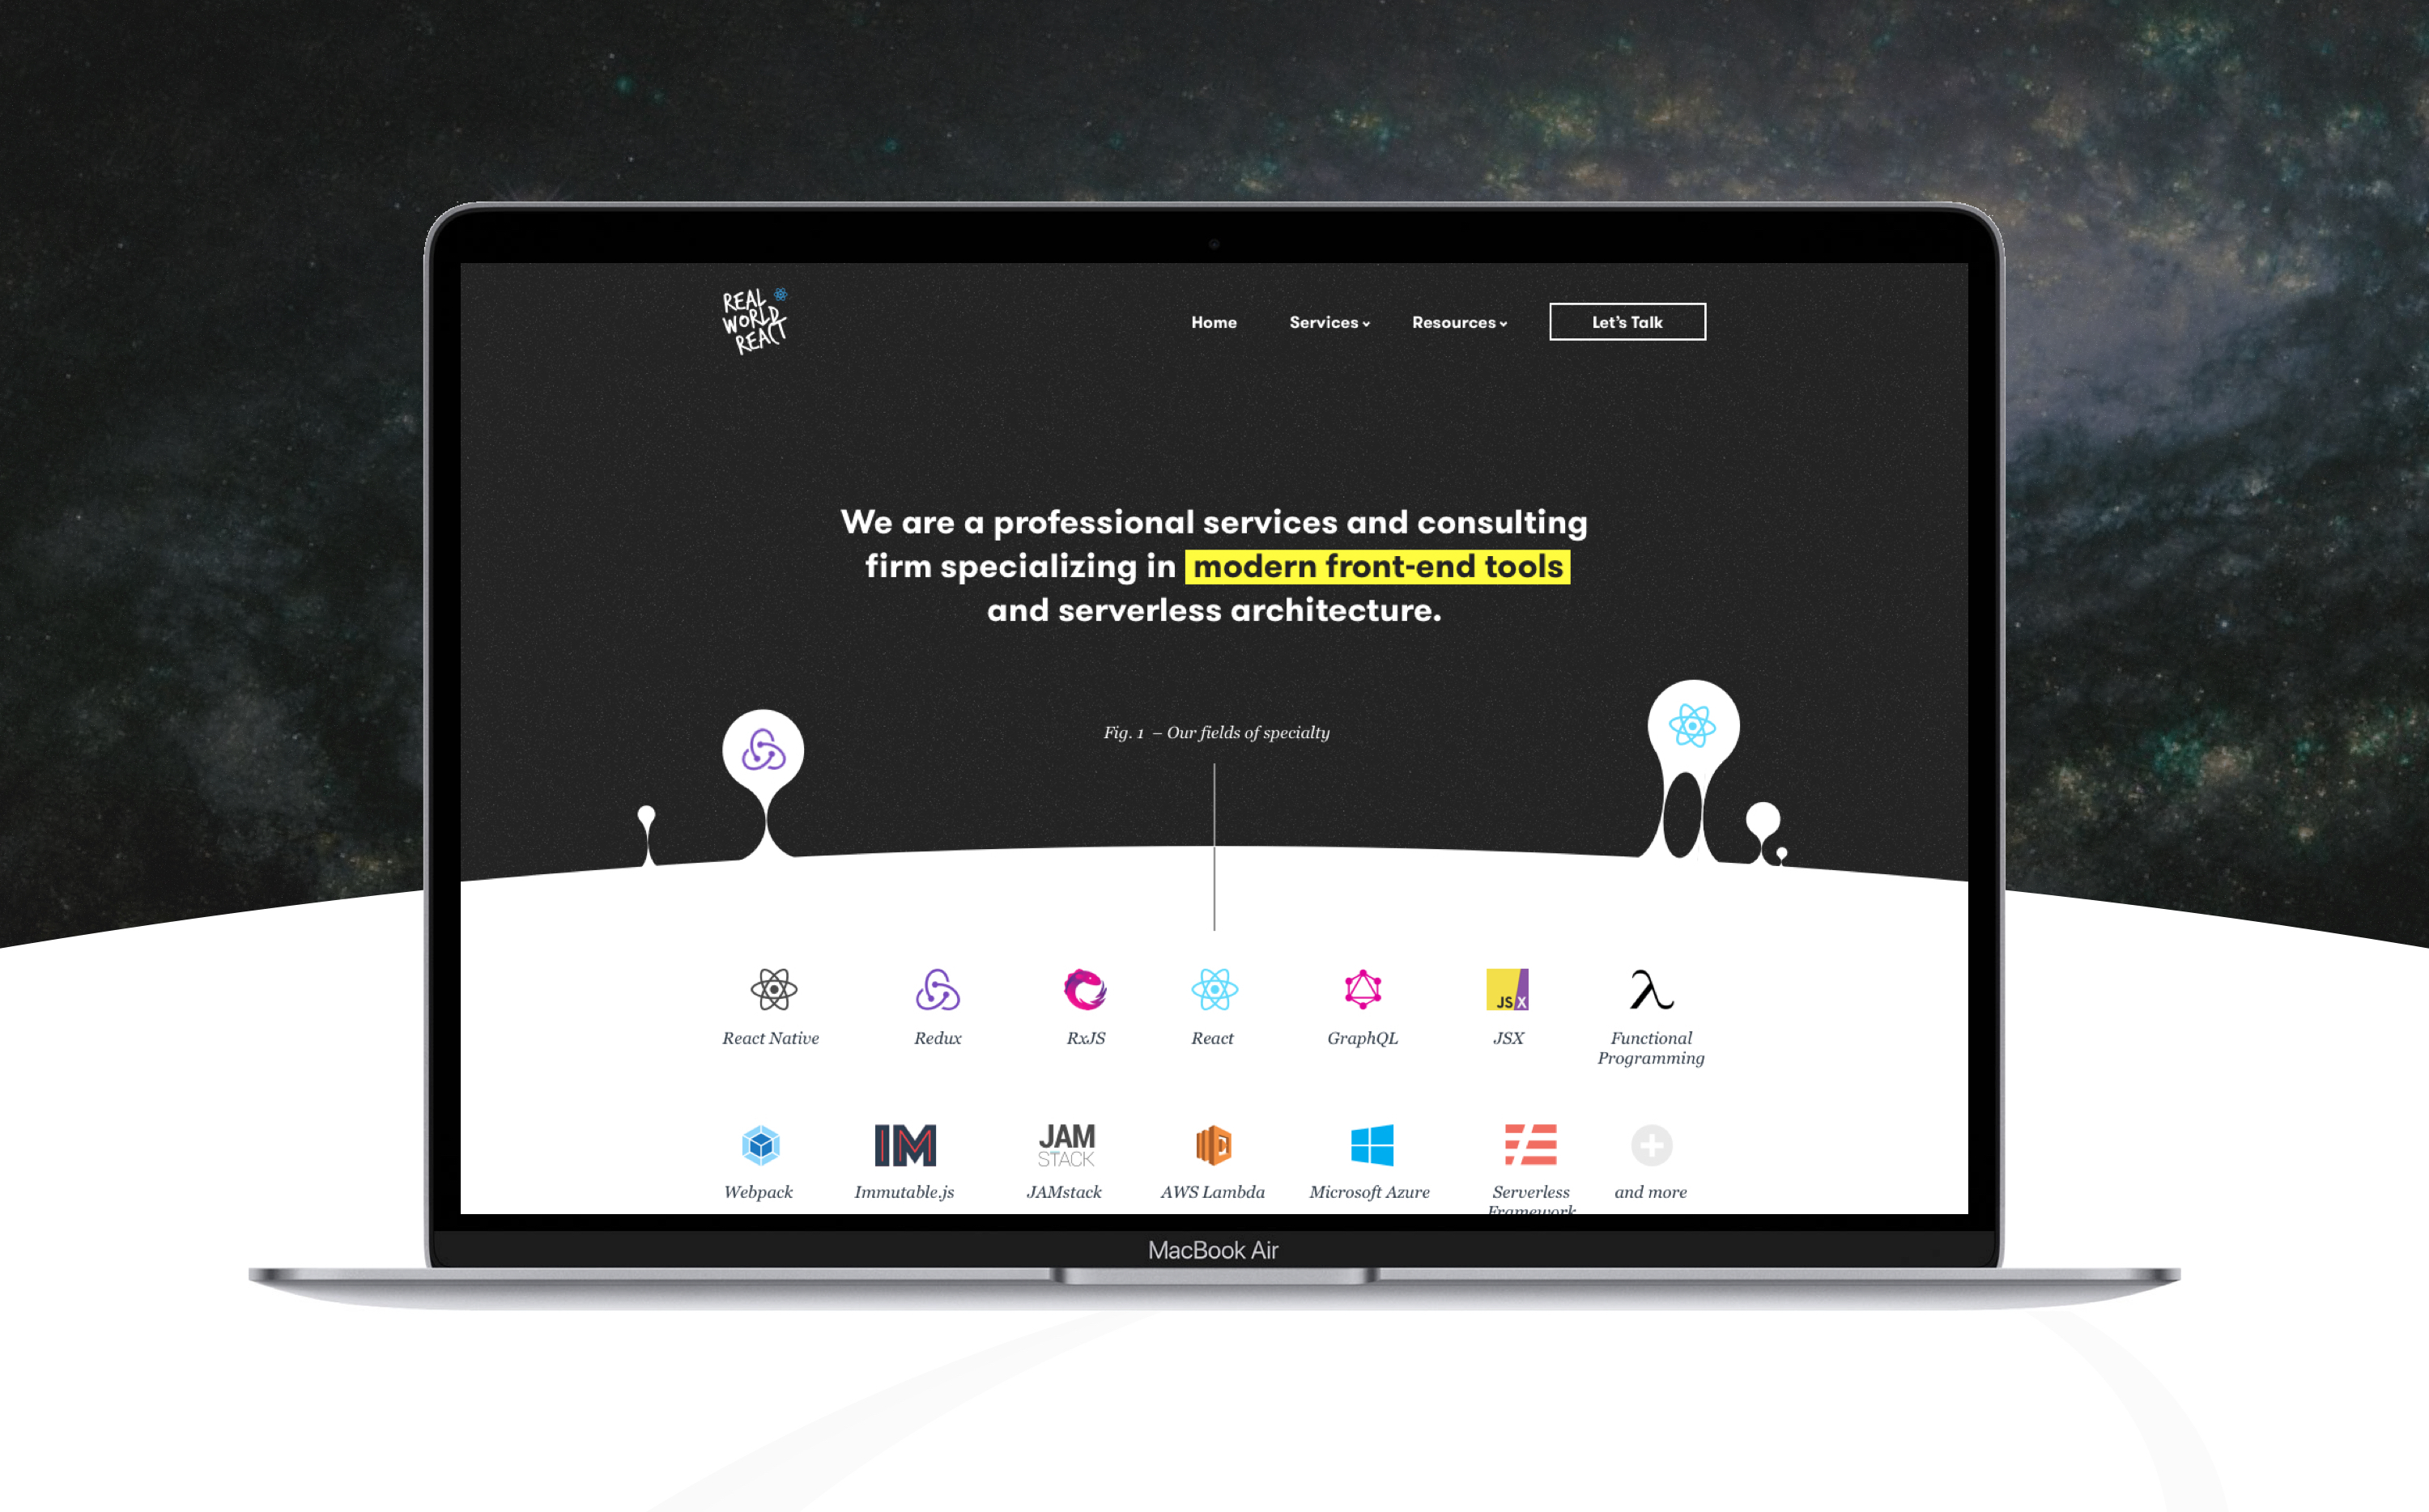 REAL
WORLD
REACT
Home
Services
Resources
Let's Talk
We are a professional services and consulting
firm specializing in modern front-end tools
and serverless architecture.
Fig. 1 – Our fields of specialty
React Native
Redux
RxJS
React
GraphQL
JSX
JS X
Functional
Programming
IM
JAM
STACK
Webpack
Immutable.js
JAMstack
AWS Lambda
Microsoft Azure
Serverless
Framework
and more
MacBook Air